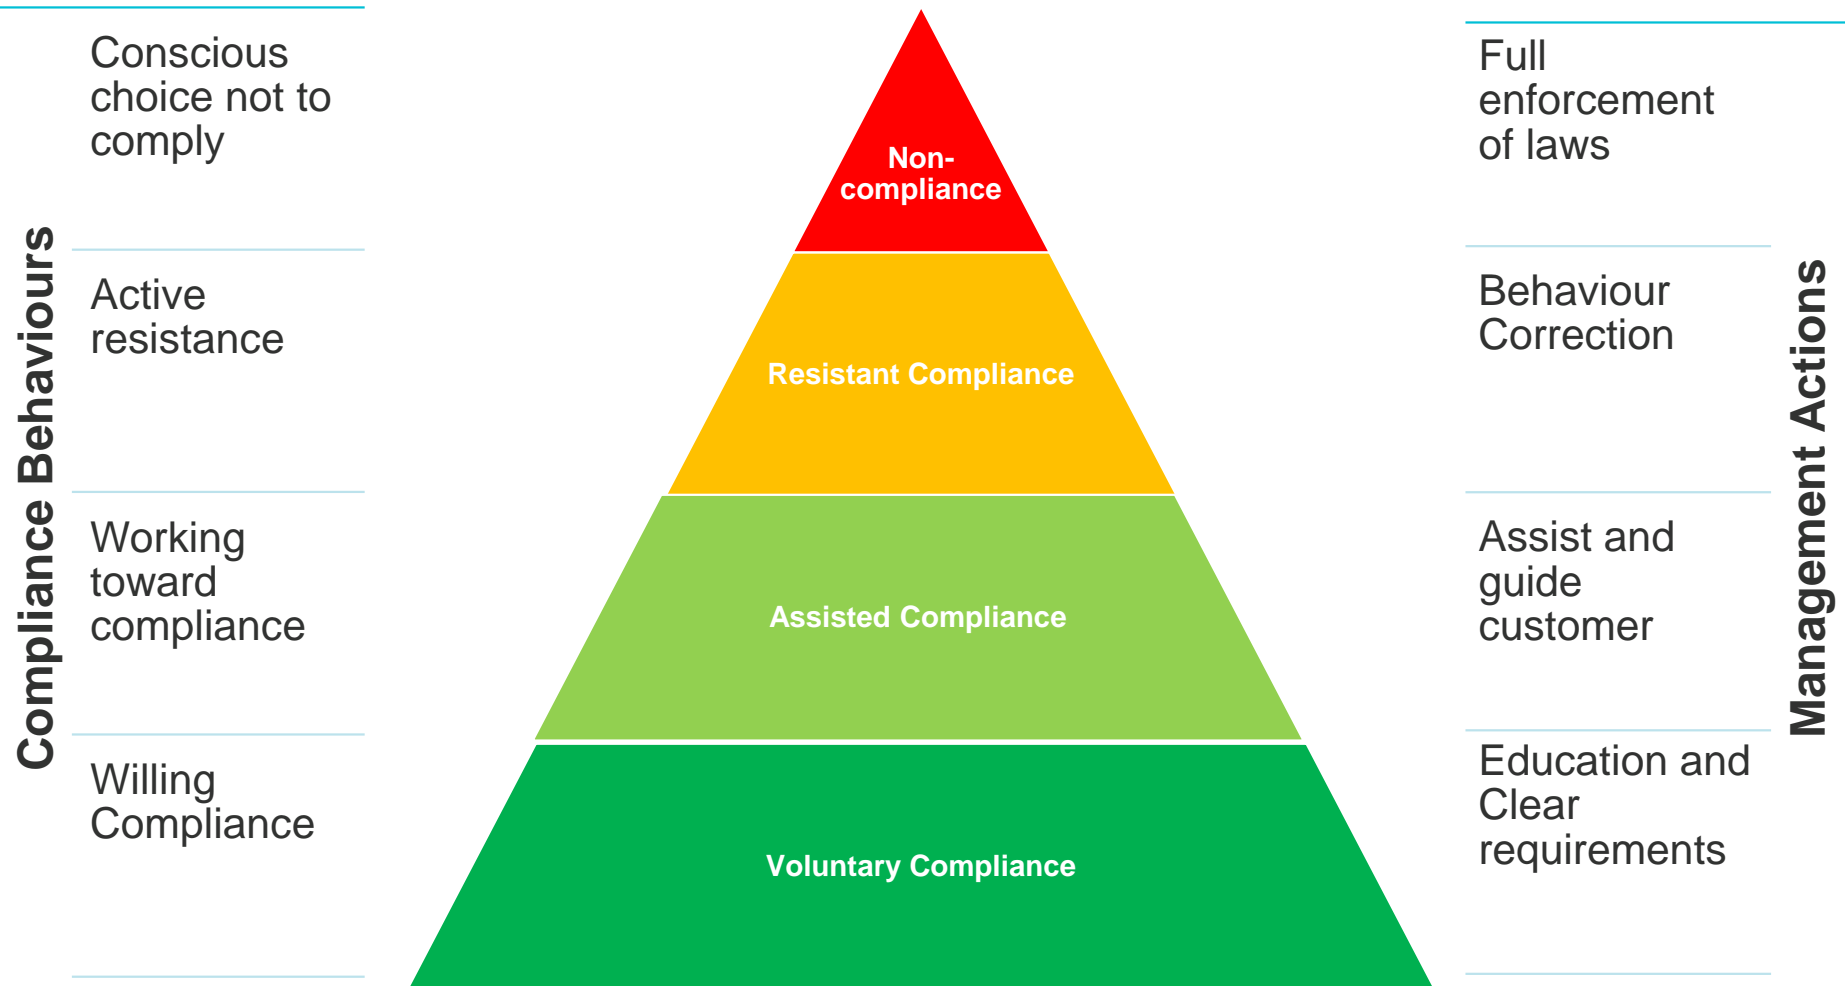 Compliance Behaviours
Conscious
choice not to
comply
Active
resistance
Working
toward
compliance
Willing
Compliance
Non-
compliance
Resistant Compliance
Assisted Compliance
Voluntary Compliance
Full
enforcement
of laws
Behaviour
Correction
Assist and
guide
customer
Education and
Clear
requirements
Management Actions